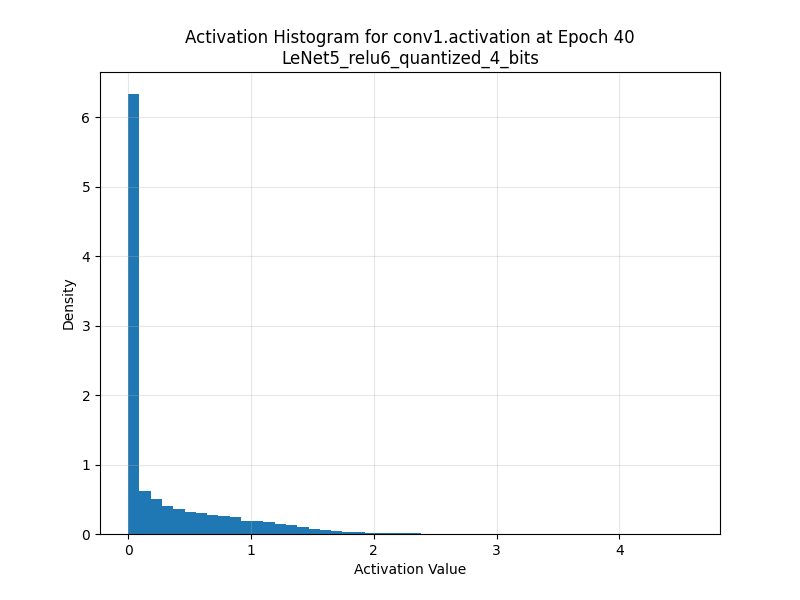 Activation Histogram for conv1.activation at Epoch 40
LeNet5_relu6_quantized_4_bits
6
5
4
3
2
1
0
Density
0 1 2 3 4
Activation Value